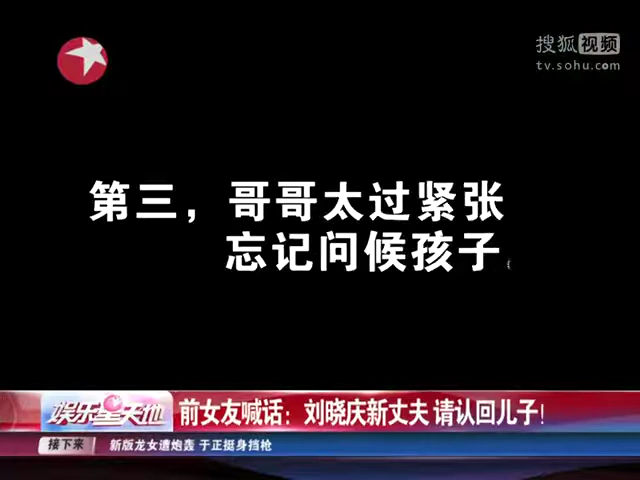 搜狐视频
tv.sohu.com
第三，哥哥太过紧张
忘记问候孩子
娱乐星天地
前女友喊话：刘晓庆新丈夫 请认回儿子！
接下来
新版龙女遭炮轰 于正挺身挡枪